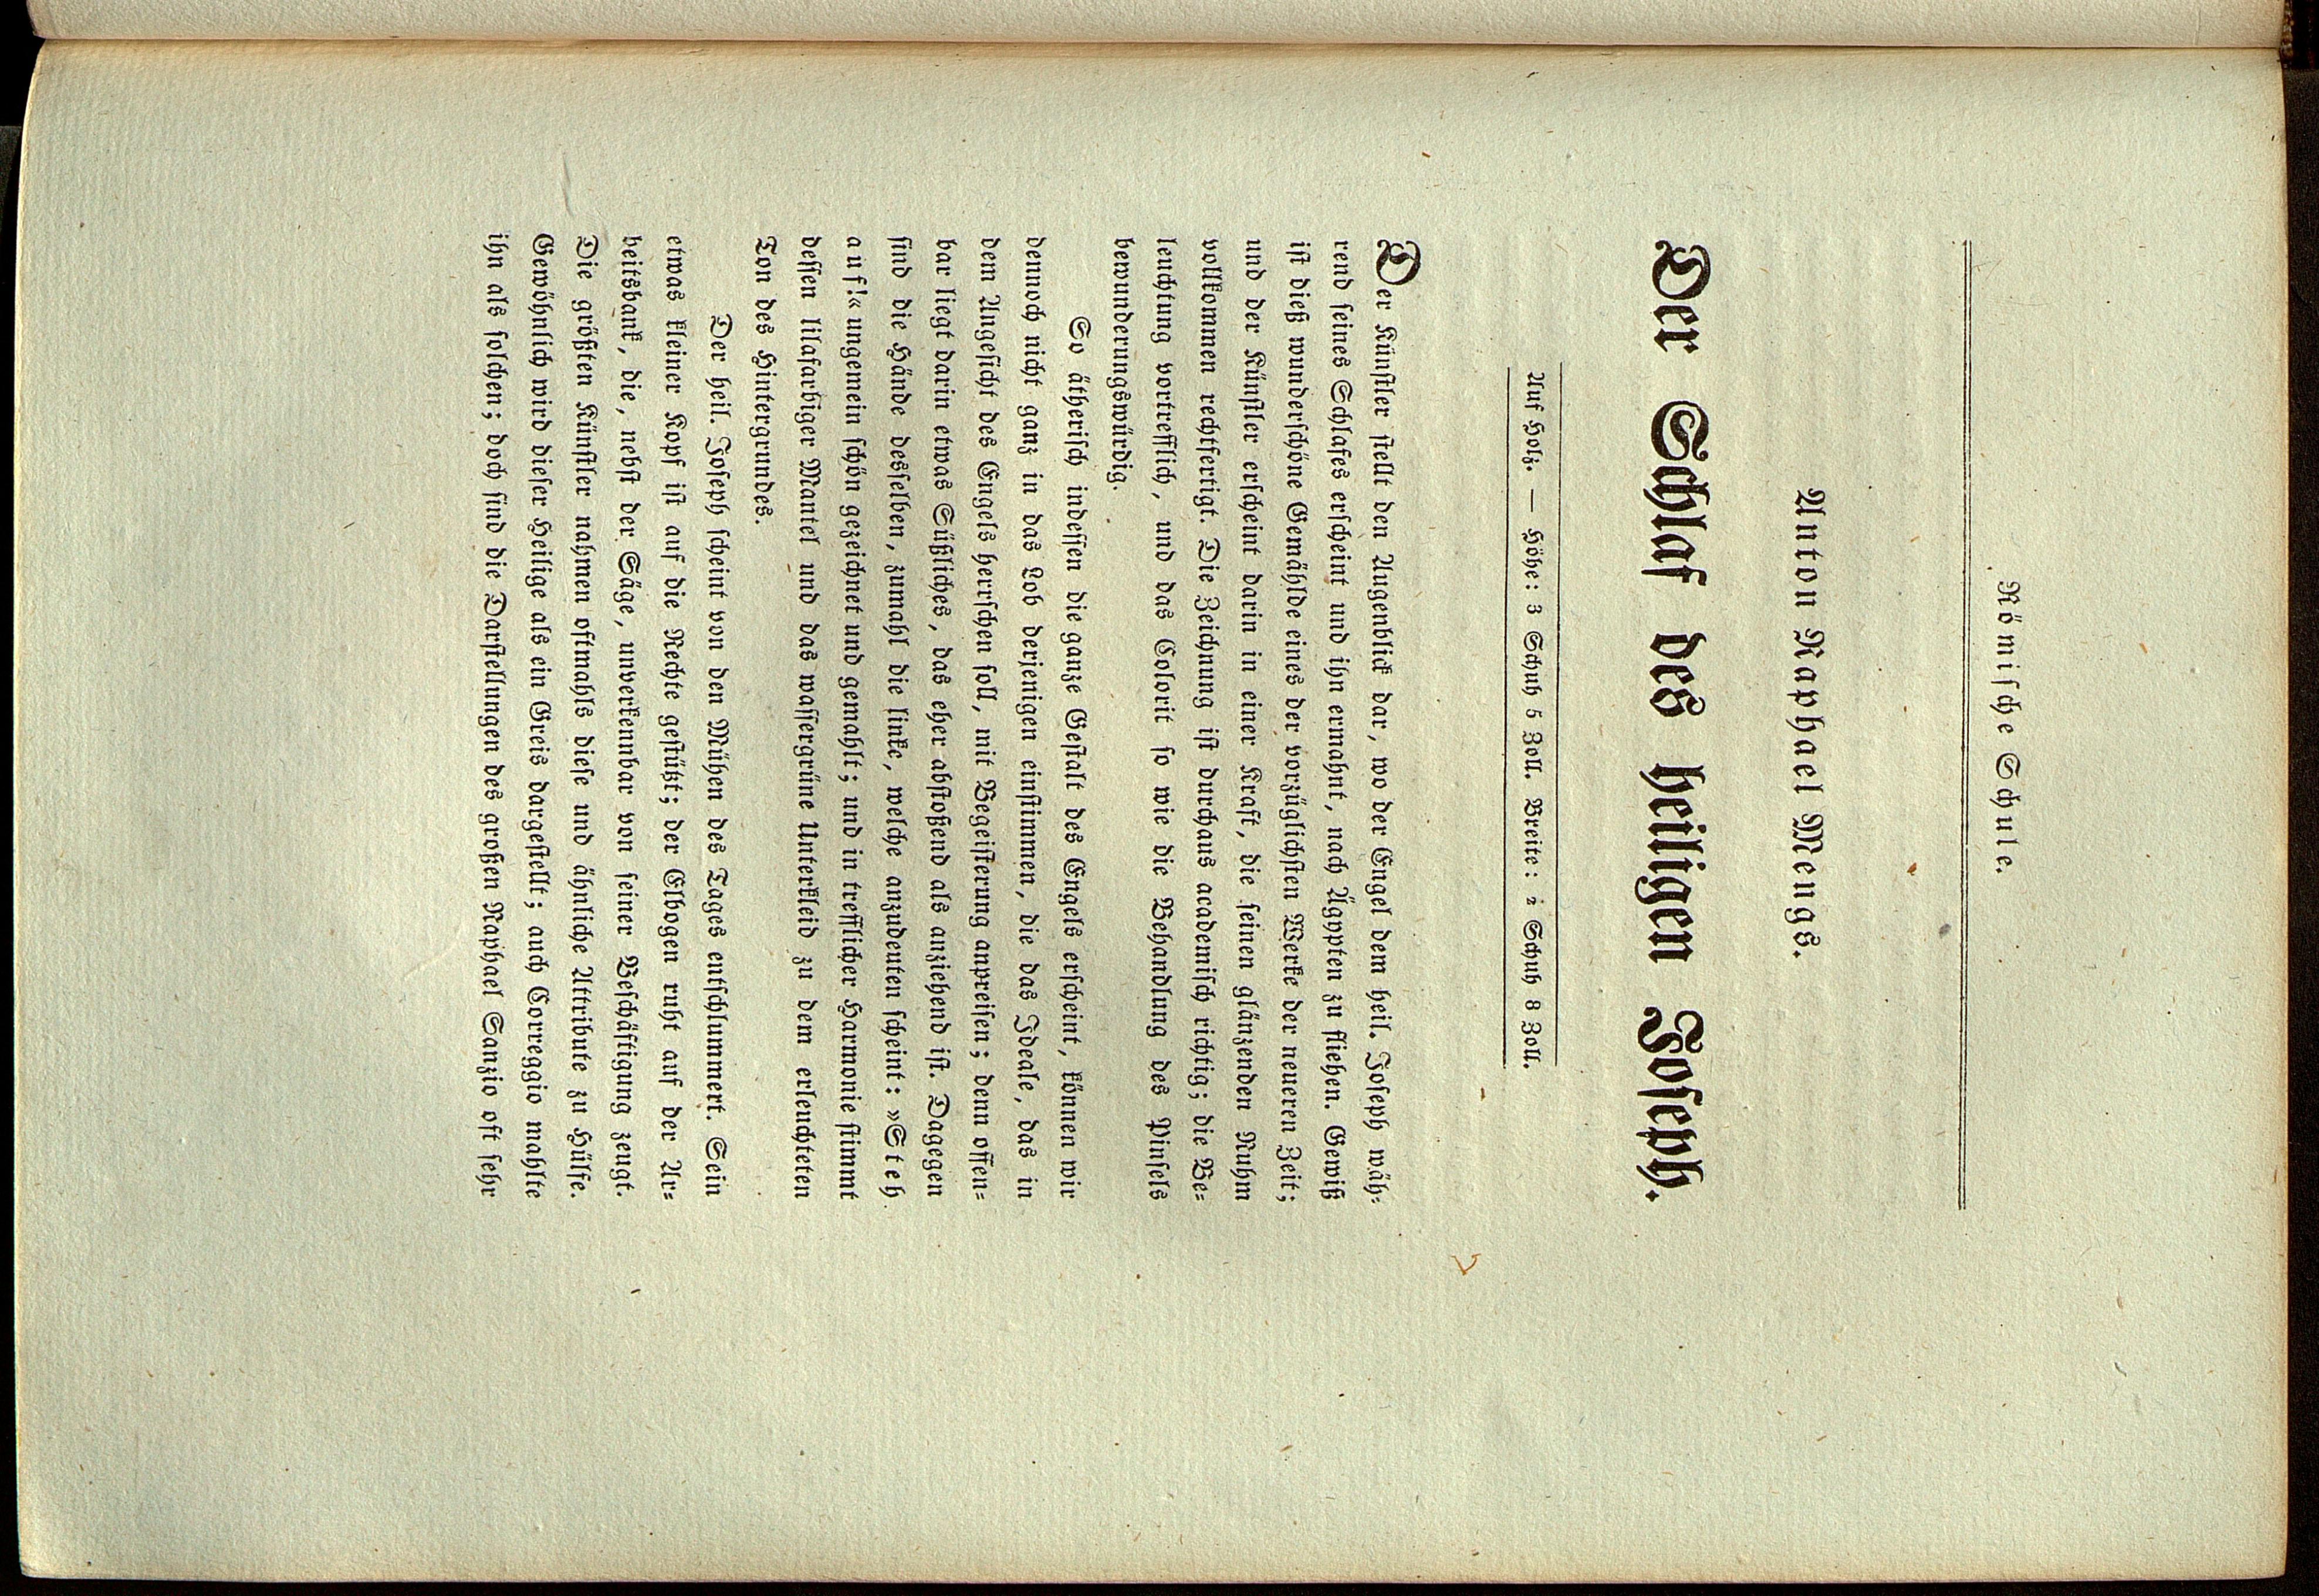 Römische Schule.
Anton Raphael Mengs.
Der Schlaf des heiligen Joseph.
Auf Holz. — Höhe: 3 Schuh 5 Zoll. Breite: 2 Schuh 8 Zoll.
Der Künstler stellt den Augenblick dar, wo der Engel dem heil. Joseph wäh-
rend seines Schlafes erscheint und ihn ermahnt, nach Ägypten zu fliehen. Gewiß
ist dieß wunderschöne Gemählde eines der vorzüglichsten Werke der neueren Zeit;
und der Künstler erscheint darin in einer Kraft, die seinen glänzenden Ruhm
vollkommen rechtfertigt. Die Zeichnung ist durchaus academisch richtig; die Be-
leuchtung vortrefflich, und das Colorit so wie die Behandlung des Pinsels
bewunderungswürdig.
So ätherisch indessen die ganze Gestalt des Engels erscheint, können wir
dennoch nicht ganz in das Lob derjenigen einstimmen, die das Ideale, das in
dem Angesicht des Engels herrschen soll, mit Begeisterung anpreisen; denn offen-
bar liegt darin etwas Süßliches, das eher abstoßend als anziehend ist. Dagegen
sind die Hände desselben, zumahl die linke, welche anzudeuten scheint: »Steh
auf!« ungemein schön gezeichnet und gemahlt; und in trefflicher Harmonie stimmt
dessen lilafarbiger Mantel und das wassergrüne Unterkleid zu dem erleuchteten
Ton des Hintergrundes.
Der heil. Joseph scheint von den Mühen des Tages entschlummert. Sein
etwas kleiner Kopf ist auf die Rechte gestützt; der Elbogen ruht auf der Ar-
beitsbank, die, nebst der Säge, unverkennbar von seiner Beschäftigung zeugt.
Die größten Künstler nahmen oftmahls diese und ähnliche Attribute zu Hülfe.
Gewöhnlich wird dieser Heilige als ein Greis dargestellt; auch Correggio mahlte
ihn als solchen; doch sind die Darstellungen des großen Raphael Sanzio oft sehr